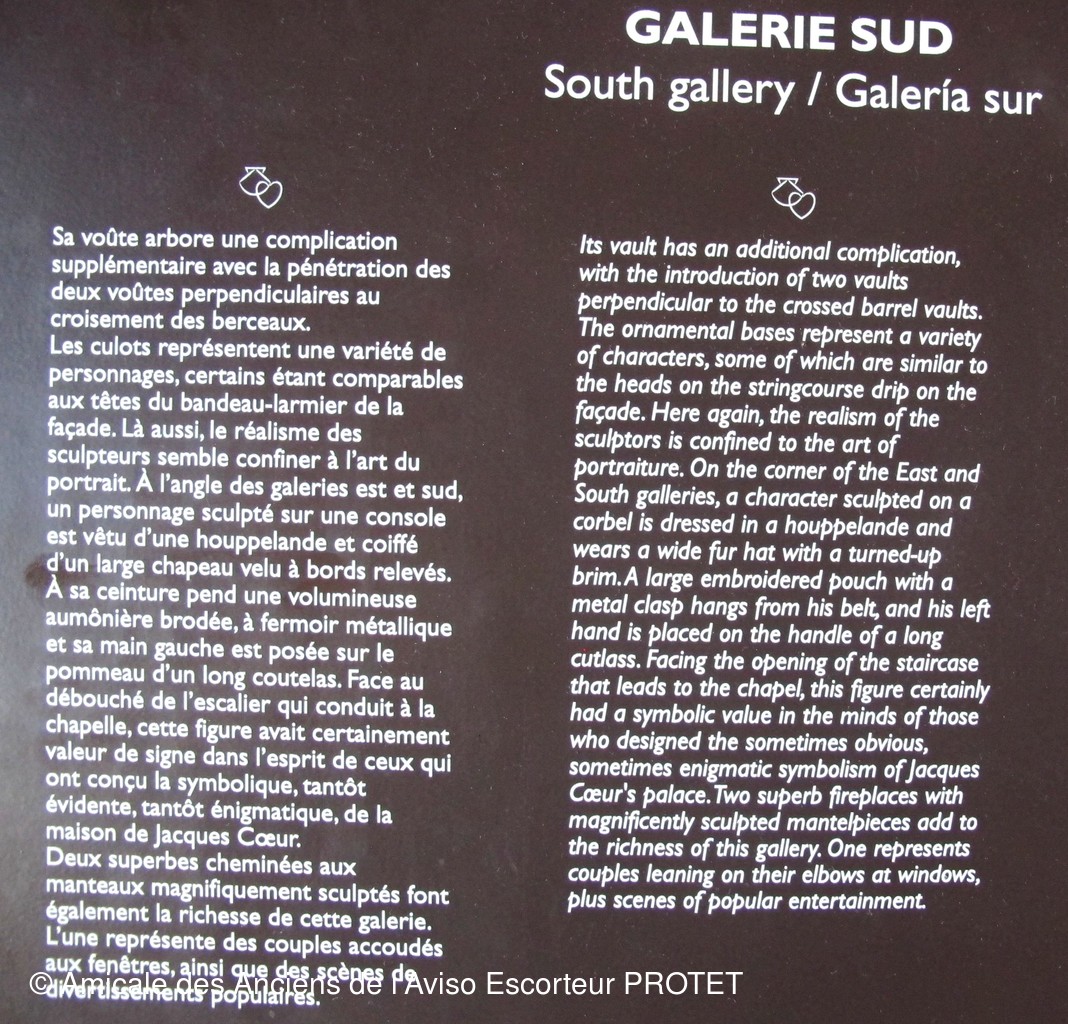 GALERIE SUD
South gallery / Galería sur
Sa voûte arbore une complication
supplémentaire avec la pénétration des
deux voûtes perpendiculaires au
croisement des berceaux.
Les culots représentent une variété de
personnages, certains étant comparables
aux têtes du bandeau-larmier de la
façade. Là aussi, le réalisme des
sculpteurs semble confiner à l'art du
portrait. À l'angle des galeries est et sud,
un personnage sculpté sur une console
est vêtu d'une houppelande et coiffé
d'un large chapeau velu à bords relevés.
À sa ceinture pend une volumineuse
aumônière brodée, à fermoir métallique
et sa main gauche est posée sur le
pommeau d'un long coutelas. Face au
débouché de l'escalier qui conduit à la
chapelle, cette figure avait certainement
valeur de signe dans l'esprit de ceux qui
ont conçu la symbolique, tantôt
évidente, tantôt énigmatique, de la
maison de Jacques Cœur.
Deux superbes cheminées aux
manteaux magnifiquement sculptés font
également la richesse de cette galerie.
L'une représente des couples accoudés
aux fenêtres, ainsi que des scènes de
divertissements populaires.
Its vault has an additional complication,
with the introduction of two vaults
perpendicular to the crossed barrel vaults.
The ornamental bases represent a variety
of characters, some of which are similar to
the heads on the stringcourse drip on the
façade. Here again, the realism of the
sculptors is confined to the art of
portraiture. On the corner of the East and
South galleries, a character sculpted on a
corbel is dressed in a houppelande and
wears a wide fur hat with a turned-up
brim. A large embroidered pouch with a
metal clasp hangs from his belt, and his left
hand is placed on the handle of a long
cutlass. Facing the opening of the staircase
that leads to the chapel, this figure certainly
had a symbolic value in the minds of those
who designed the sometimes obvious,
sometimes enigmatic symbolism of Jacques
Cœur's palace. Two superb fireplaces with
magnificently sculpted mantelpieces add to
the richness of this gallery. One represents
couples leaning on their elbows at windows,
plus scenes of popular entertainment.
© Amicale des Anciens de l'Aviso Escorteur PROTET